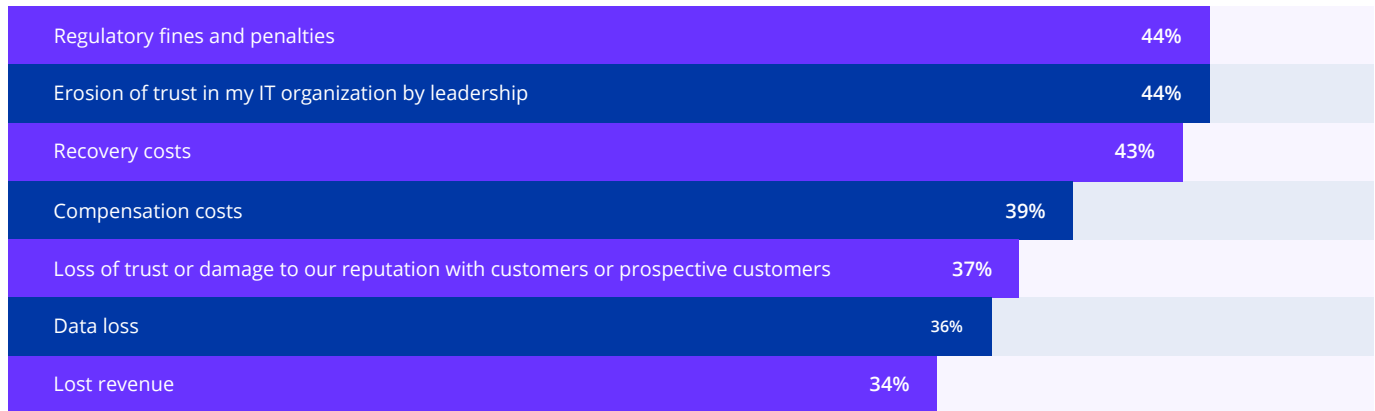 Regulatory fines and penalties 44%
Erosion of trust in my IT organization by leadership 44%
Recovery costs 43%
Compensation costs 39%
Loss of trust or damage to our reputation with customers or prospective customers 37%
Data loss 36%
Lost revenue 34%